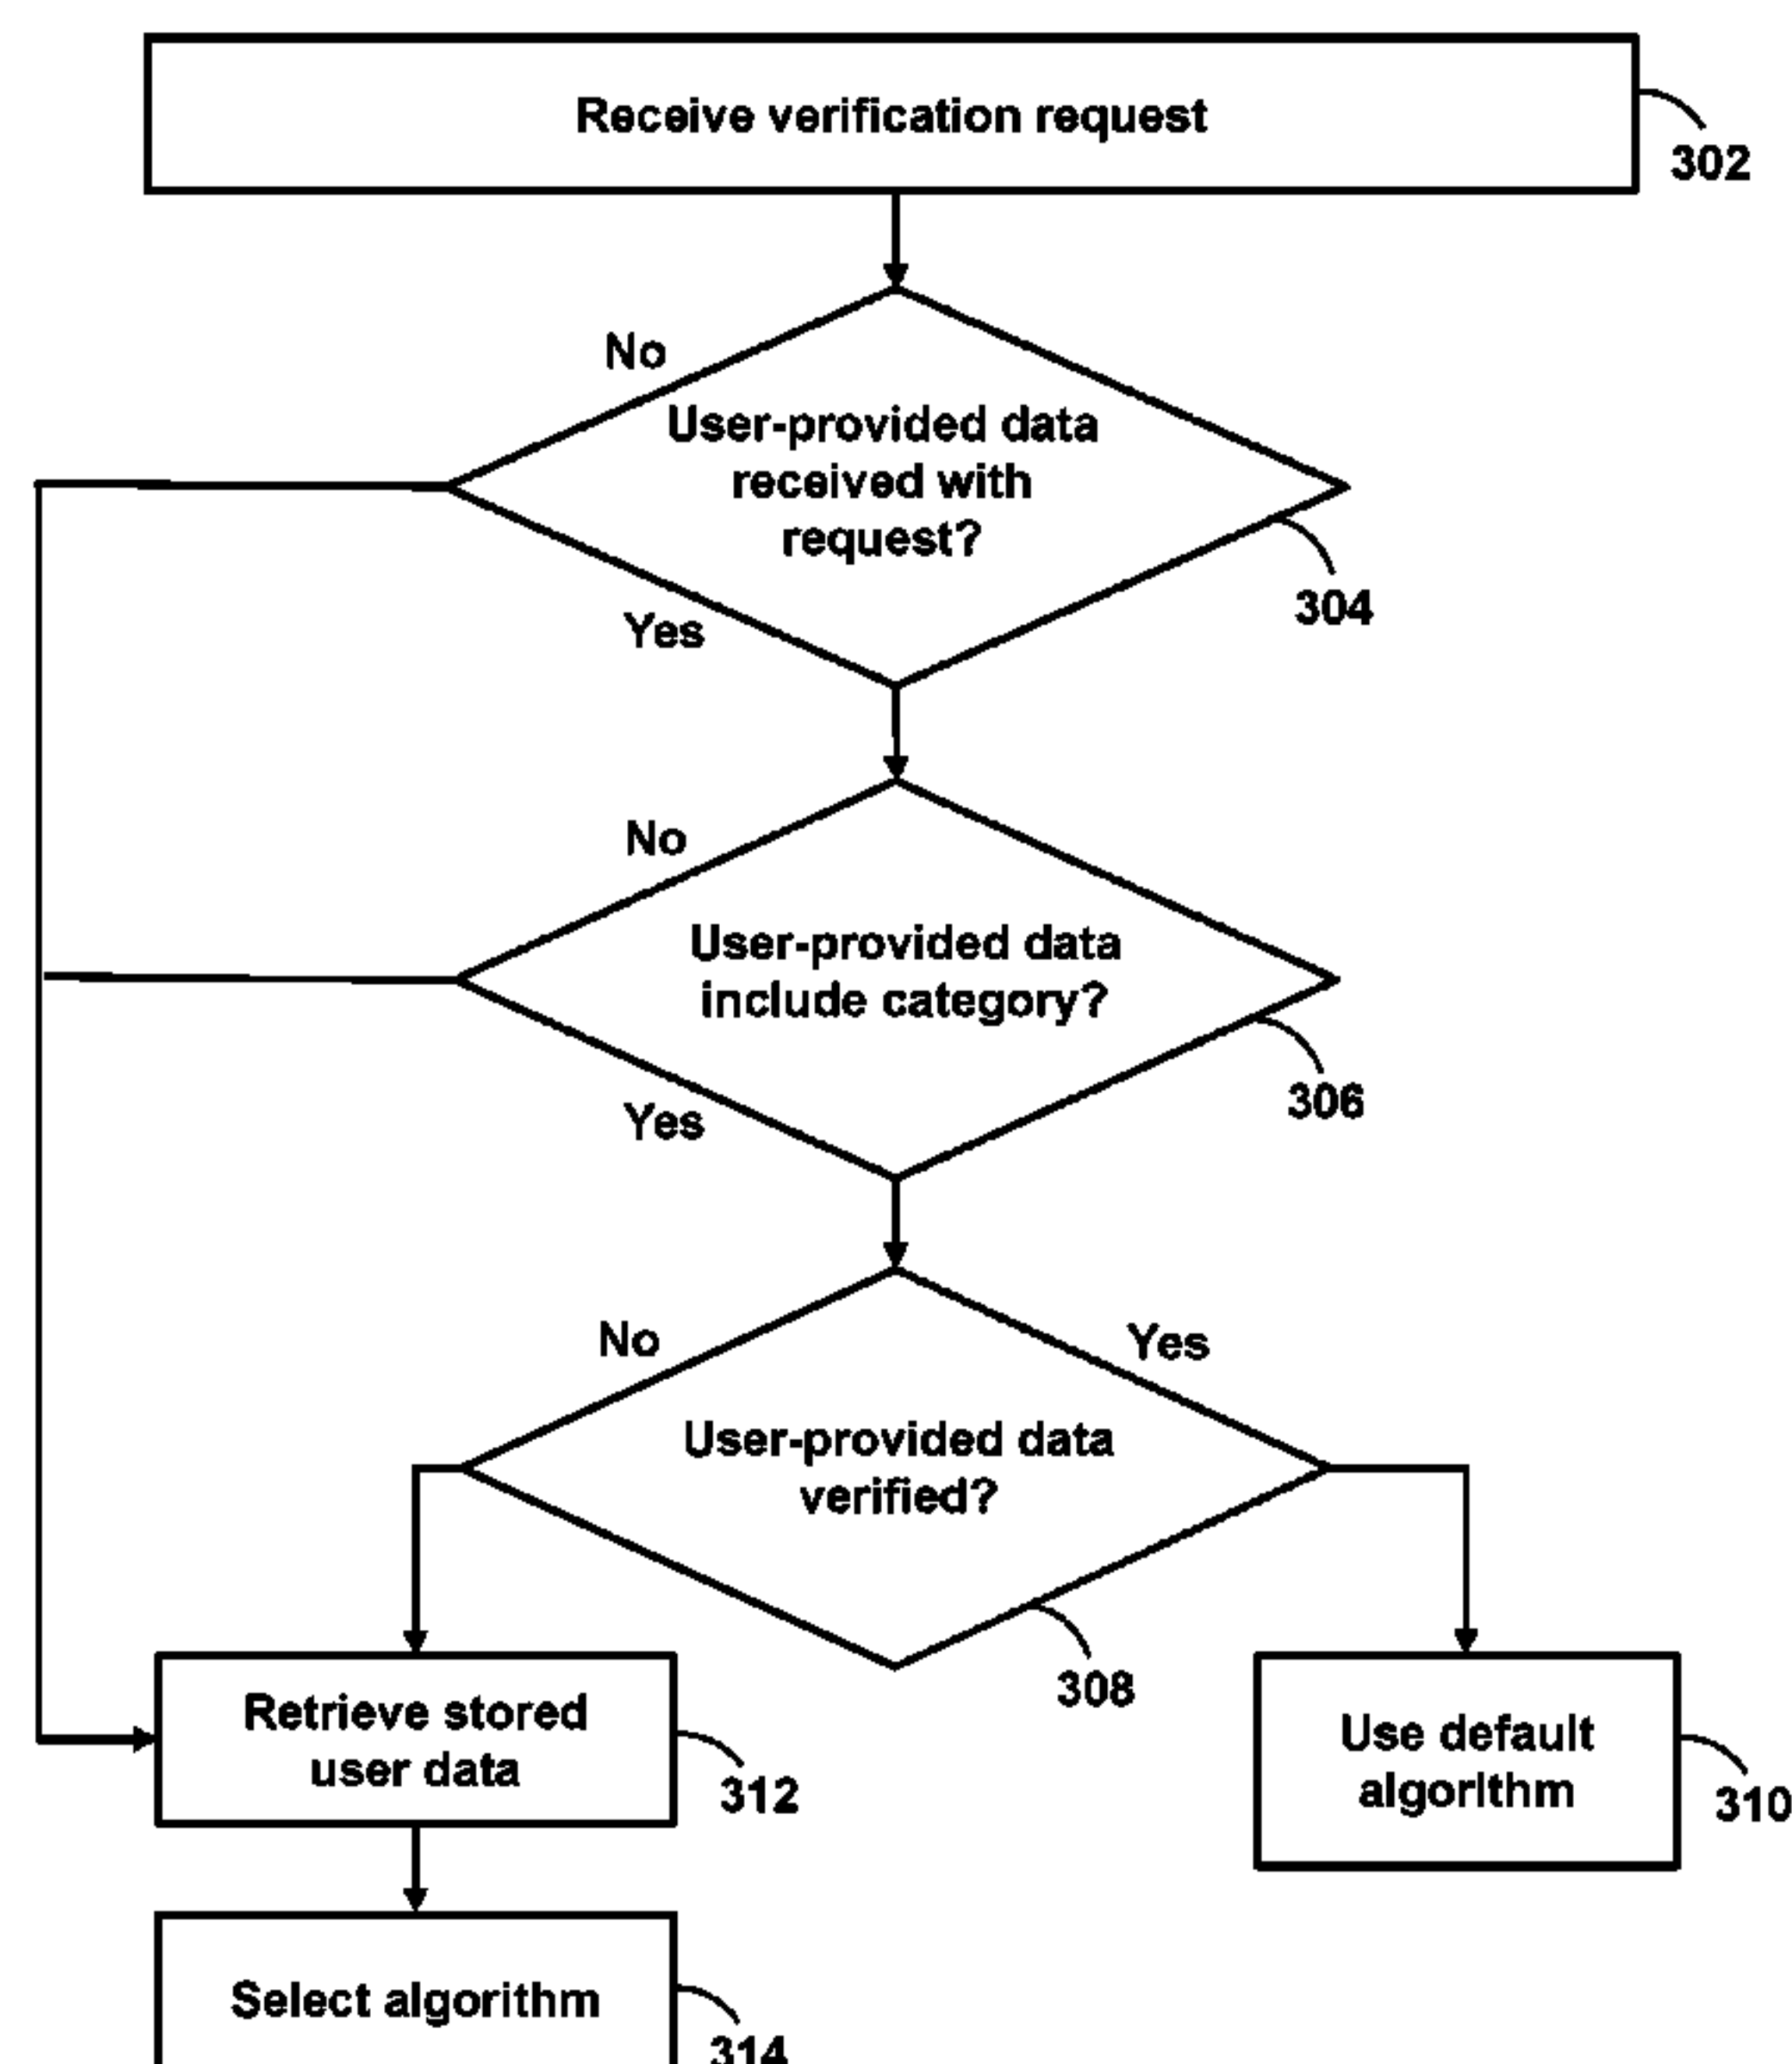 Receive verification request
302
No
User-provided data
received with
request?
304
Yes
No
User-provided data
include category?
306
Yes
No
Yes
User-provided data
verified?
308
Retrieve stored
user data
312
Use default
algorithm
310
Select algorithm
314